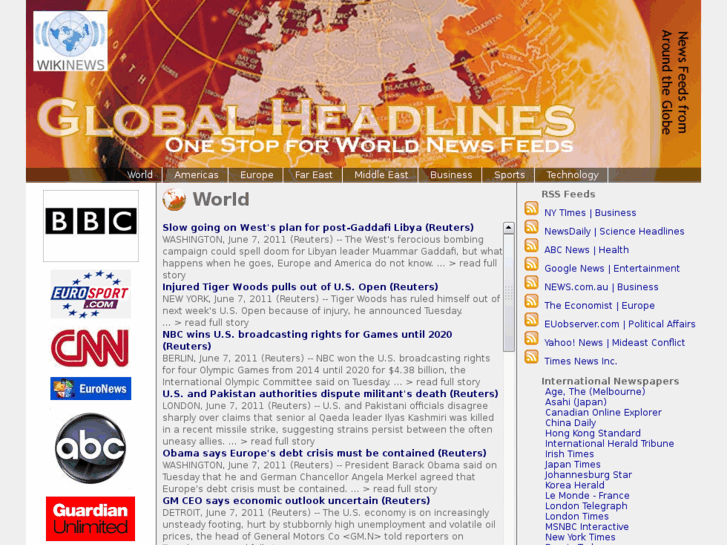 WIKINEWS
News Feeds from
Around the Globe
GLOBAL HEADLINES
ONE STOP FOR WORLD NEWS FEEDS
World
Americas
Europe
Far East
Middle East
Business
Sports
Technology
BBC
EUROSPORT
.COM
CNN
EuroNews
abc
Guardian
Unlimited
World
Slow going on West's plan for post-Gaddafi Libya (Reuters)
WASHINGTON, June 7, 2011 (Reuters) -- The West's ferocious bombing
campaign could spell doom for Libyan leader Muammar Gaddafi, but what
happens when he goes, Europe and America do not know. ... > read full
story
Injured Tiger Woods pulls out of U.S. Open (Reuters)
NEW YORK, June 7, 2011 (Reuters) -- Tiger Woods has ruled himself out of
next week's U.S. Open because of injury, he announced Tuesday.
... > read full story
NBC wins U.S. broadcasting rights for Games until 2020
(Reuters)
BERLIN, June 7, 2011 (Reuters) -- NBC won the U.S. broadcasting rights
for four Olympic Games from 2014 until 2020 for $4.38 billion, the
International Olympic Committee said on Tuesday. ... > read full story
U.S. and Pakistan authorities dispute militant's death (Reuters)
LONDON, June 7, 2011 (Reuters) -- U.S. and Pakistani officials disagree
sharply over claims that senior al Qaeda leader Ilyas Kashmiri was killed
in a recent missile strike, suggesting strains persist between the often
uneasy allies. ... > read full story
Obama says Europe's debt crisis must be contained (Reuters)
WASHINGTON, June 7, 2011 (Reuters) -- President Barack Obama said on
Tuesday that he and German Chancellor Angela Merkel agreed that
Europe's debt crisis must be contained. ... > read full story
GM CEO says economic outlook uncertain (Reuters)
DETROIT, June 7, 2011 (Reuters) -- The U.S. economy is on increasingly
unsteady footing, hurt by stubbornly high unemployment and volatile oil
prices, the head of General Motors Co <GM.N> told reporters on
RSS Feeds
NY TImes | Business
NewsDaily | Science Headlines
ABC News | Health
Google News | Entertainment
NEWS.com.au | Business
The Economist | Europe
EUobserver.com | Political Affairs
Yahoo! News | Mideast Conflict
Times News Inc.
International Newspapers
Age, The (Melbourne)
Asahi (Japan)
Canadian Online Explorer
China Daily
Hong Kong Standard
International Herald Tribune
Irish Times
Japan Times
Johannesburg Star
Korea Herald
Le Monde - France
London Telegraph
London Times
MSNBC Interactive
New York Times